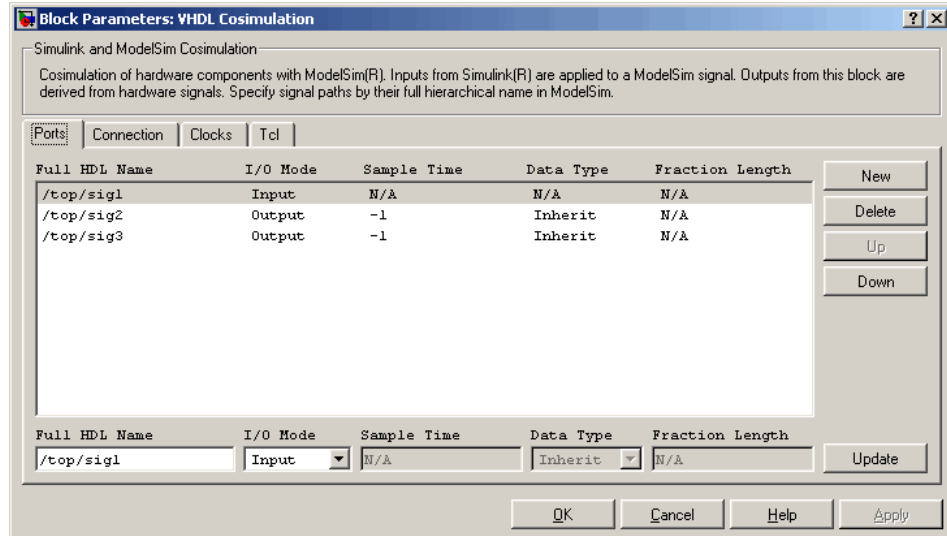 Block Parameters: VHDL Cosimulation
Simulink and ModelSim Cosimulation
Cosimulation of hardware components with ModelSim(R). Inputs from Simulink(R) are applied to a ModelSim signal. Outputs from this block are
derived from hardware signals. Specify signal paths by their full hierarchical name in ModelSim.
Ports Connection Clocks Tcl
Full HDL Name I/O Mode Sample Time Data Type Fraction Length New
/top/sig1 Input N/A N/A N/A
/top/sig2 Output -1 Inherit N/A Delete
/top/sig3 Output -1 Inherit N/A
Up
Down
Full HDL Name I/O Mode Sample Time Data Type Fraction Length
/top/sig1 Input N/A Inherit N/A Update
OK Cancel Help Apply